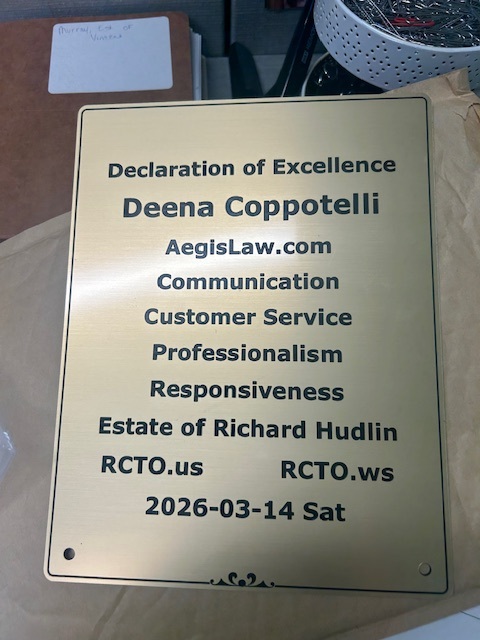 Declaration of Excellence
Deena Coppotelli
AegisLaw.com
Communication
Customer Service
Professionalism
Responsiveness
Estate of Richard Hudlin
RCTO.us RCTO.ws
2026-03-14 Sat